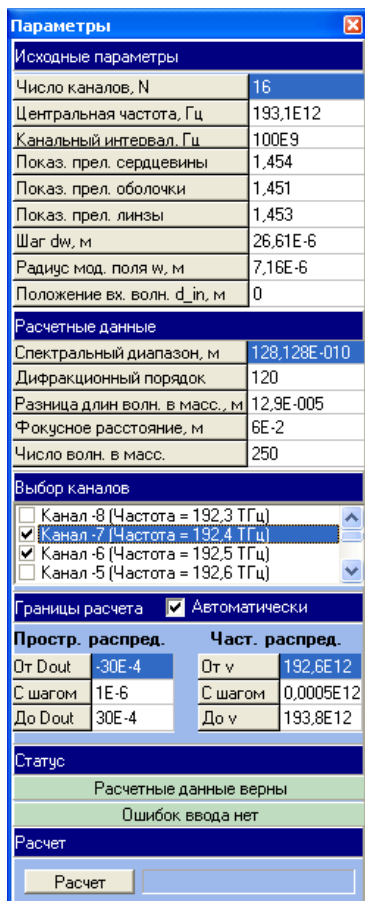 Параметры
Исходные параметры
Число каналов, N 16
Центральная частота, Гц 193,1E12
Канальный интервал, Гц 100E9
Показ. прел. сердцевины 1,454
Показ. прел. оболочки 1,451
Показ. прел. линзы 1,453
Шаг dw, м 26,61E-6
Радиус мод. поля w, м 7,16E-6
Положение вх. волн. d_in, м 0
Расчетные данные
Спектральный диапазон, м 128,128E-010
Дифракционный порядок 120
Разница длин волн. в масс., м 12,9E-005
Фокусное расстояние, м 6E-2
Число волн. в масс. 250
Выбор каналов
Канал -8 (Частота = 192,3 ТГц)
Канал -7 (Частота = 192,4 ТГц)
Канал -6 (Частота = 192,5 ТГц)
Канал -5 (Частота = 192,6 ТГц)
Границы расчета Автоматически
Простр. распред. Част. распред.
От Dout -30E-4 От v 192,6E12
С шагом 1E-6 С шагом 0,0005E12
До Dout 30E-4 До v 193,8E12
Статус
Расчетные данные верны
Ошибок ввода нет
Расчет
Расчет